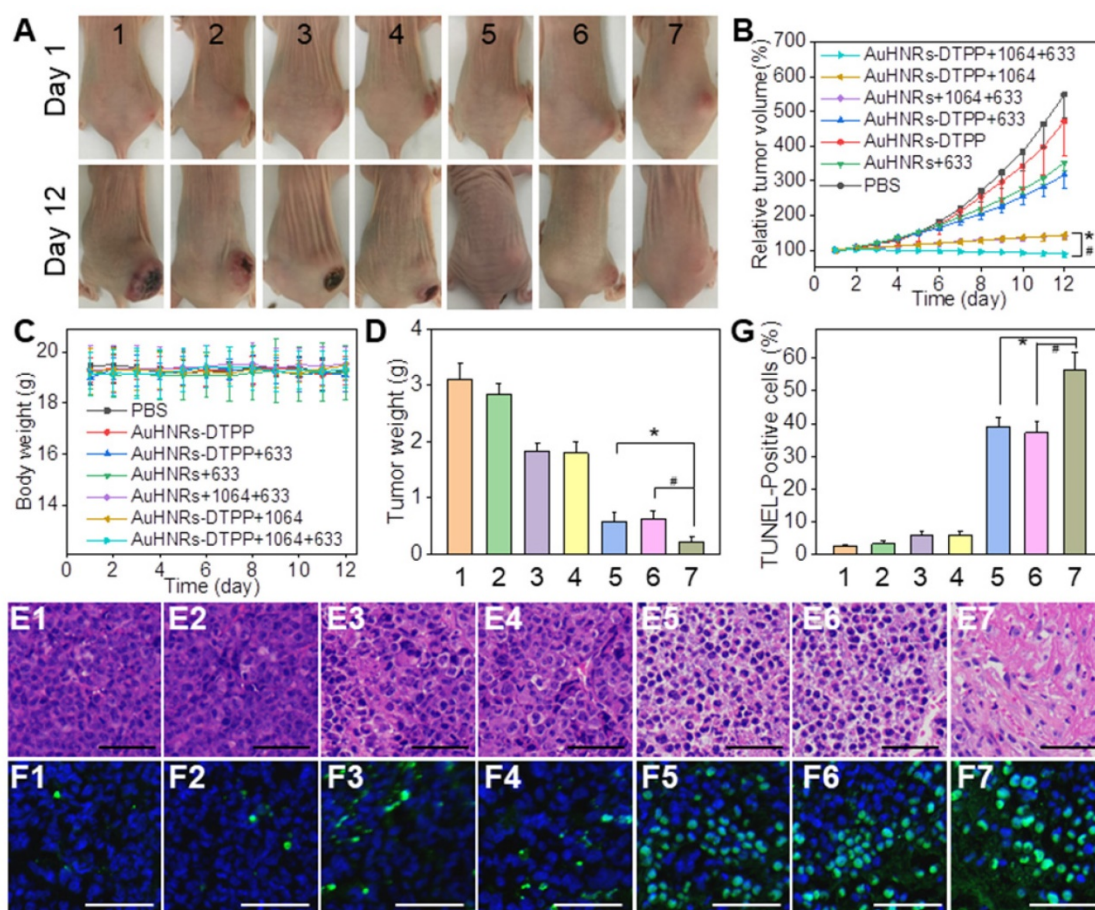 A
1 2 3 4 5 6 7
Day 1
Day 12
B
Relative tumor volume(%)
700
600
500
400
300
200
100
AuHNRs-DTPP+1064+633
AuHNRs-DTPP+1064
AuHNRs+1064+633
AuHNRs-DTPP+633
AuHNRs-DTPP
AuHNRs+633
PBS
*
#
0 2 4 6 8 10 12
Time (day)
C
Body weight (g)
20
18
16
14
PBS
AuHNRs-DTPP
AuHNRs-DTPP+633
AuHNRs+633
AuHNRs+1064+633
AuHNRs-DTPP+1064
AuHNRs-DTPP+1064+633
0 2 4 6 8 10 12
Time (day)
D
Tumor weight (g)
4
3
2
1
0
*
#
1 2 3 4 5 6 7
G
TUNEL-Positive cells (%)
60
50
40
30
20
10
0
*
#
1 2 3 4 5 6 7
E1 E2 E3 E4 E5 E6 E7
F1 F2 F3 F4 F5 F6 F7